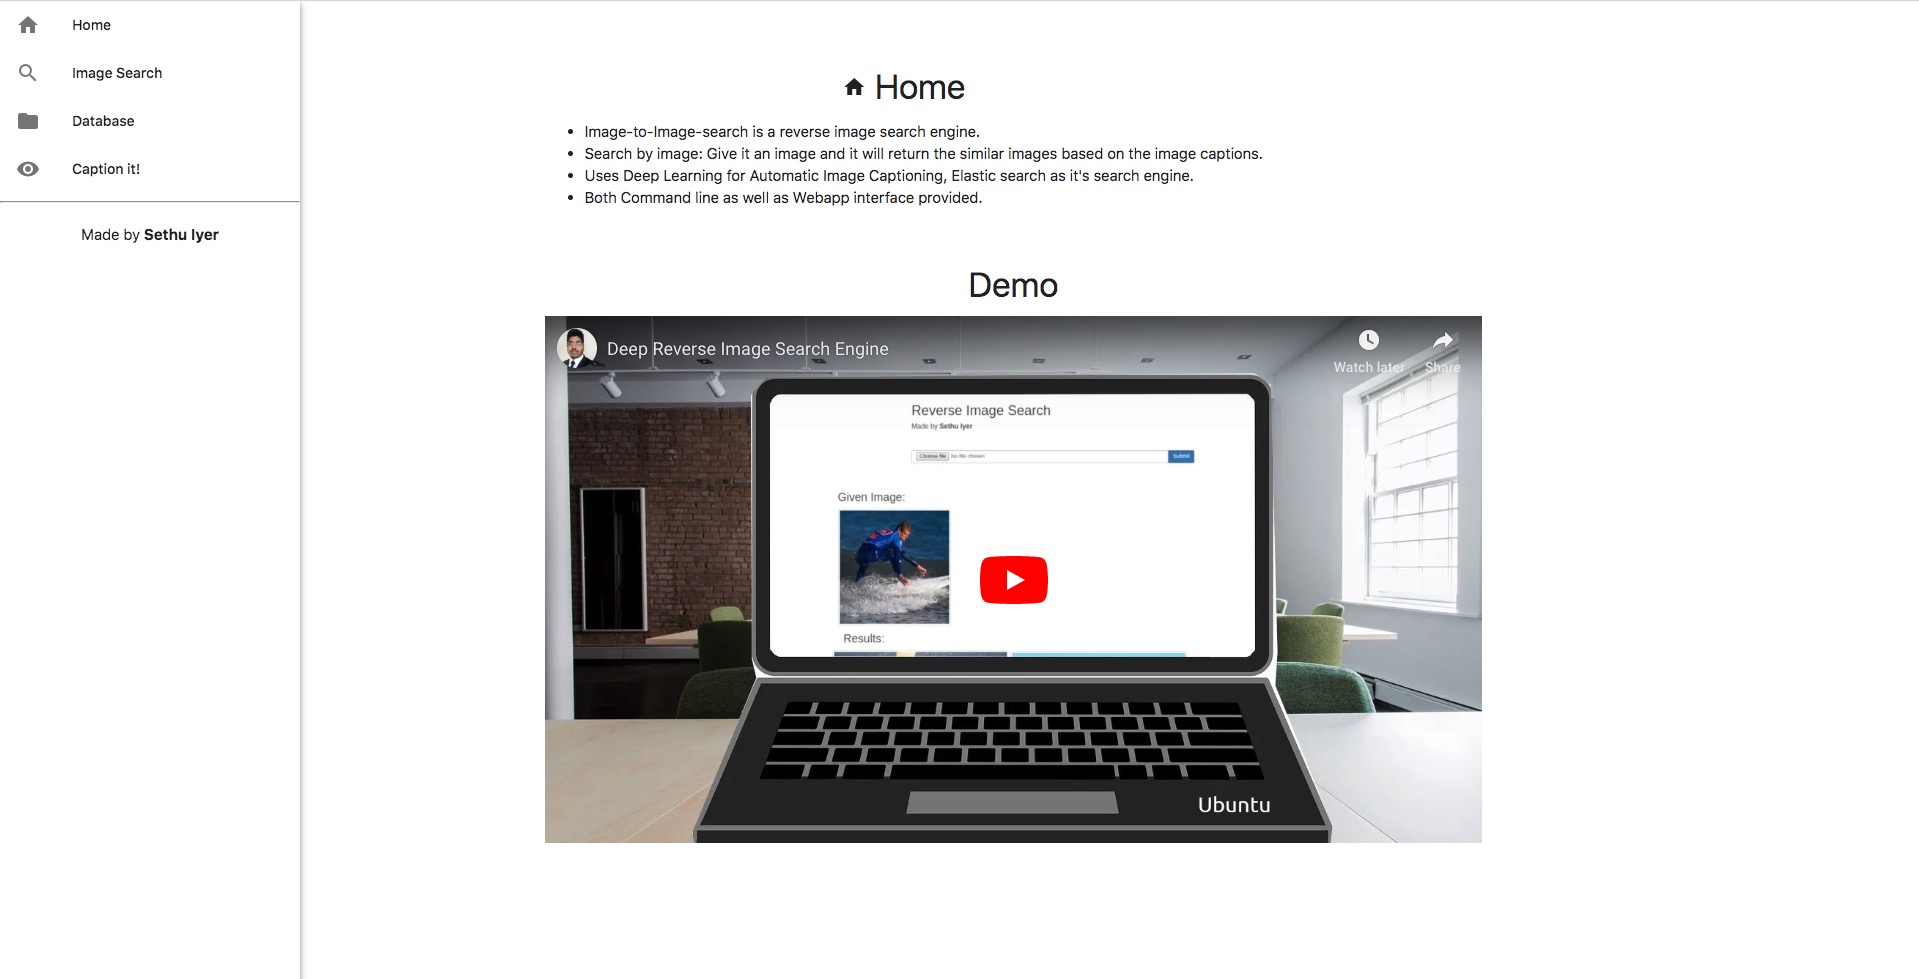 Home
Image Search
Database
Caption it!
Made by Sethu Iyer
Home
Image-to-Image-search is a reverse image search engine.
Search by image: Give it an image and it will return the similar images based on the image captions.
Uses Deep Learning for Automatic Image Captioning, Elastic search as it's search engine.
Both Command line as well as Webapp interface provided.
Demo
Deep Reverse Image Search Engine
Watch later
Share
Reverse Image Search
Made by Sethu Iyer
Choose file No file chosen
Submit
Given Image:
Results:
Ubuntu